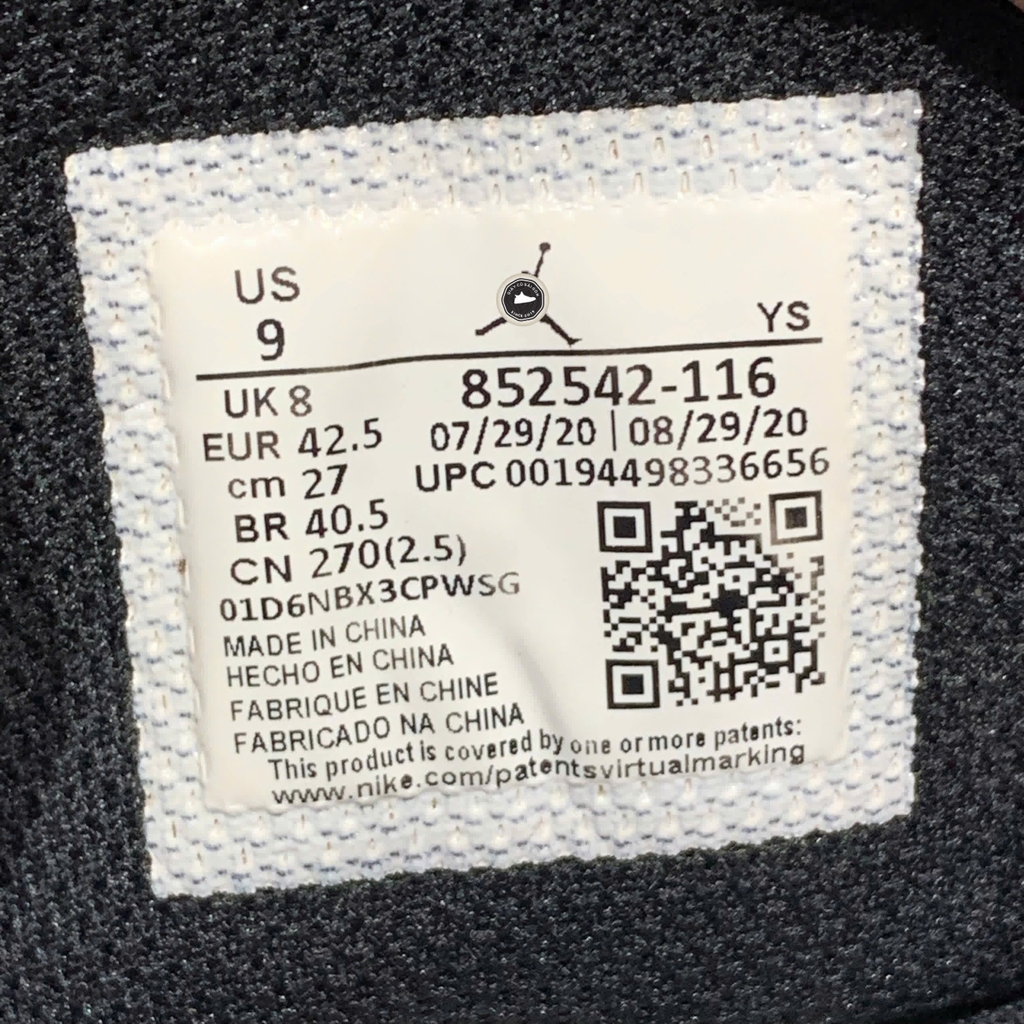 US
9
YS
UK 8
852542-116
EUR 42.5
07/29/20 | 08/29/20
cm 27
UPC 00194498336656
BR 40.5
CN 270(2.5)
01D6NBX3CPWSG
MADE IN CHINA
HECHO EN CHINA
FABRIQUE EN CHINE
FABRICADO NA CHINA
This product is covered by one or more patents:
www.nike.com/patentsvirtualmarking